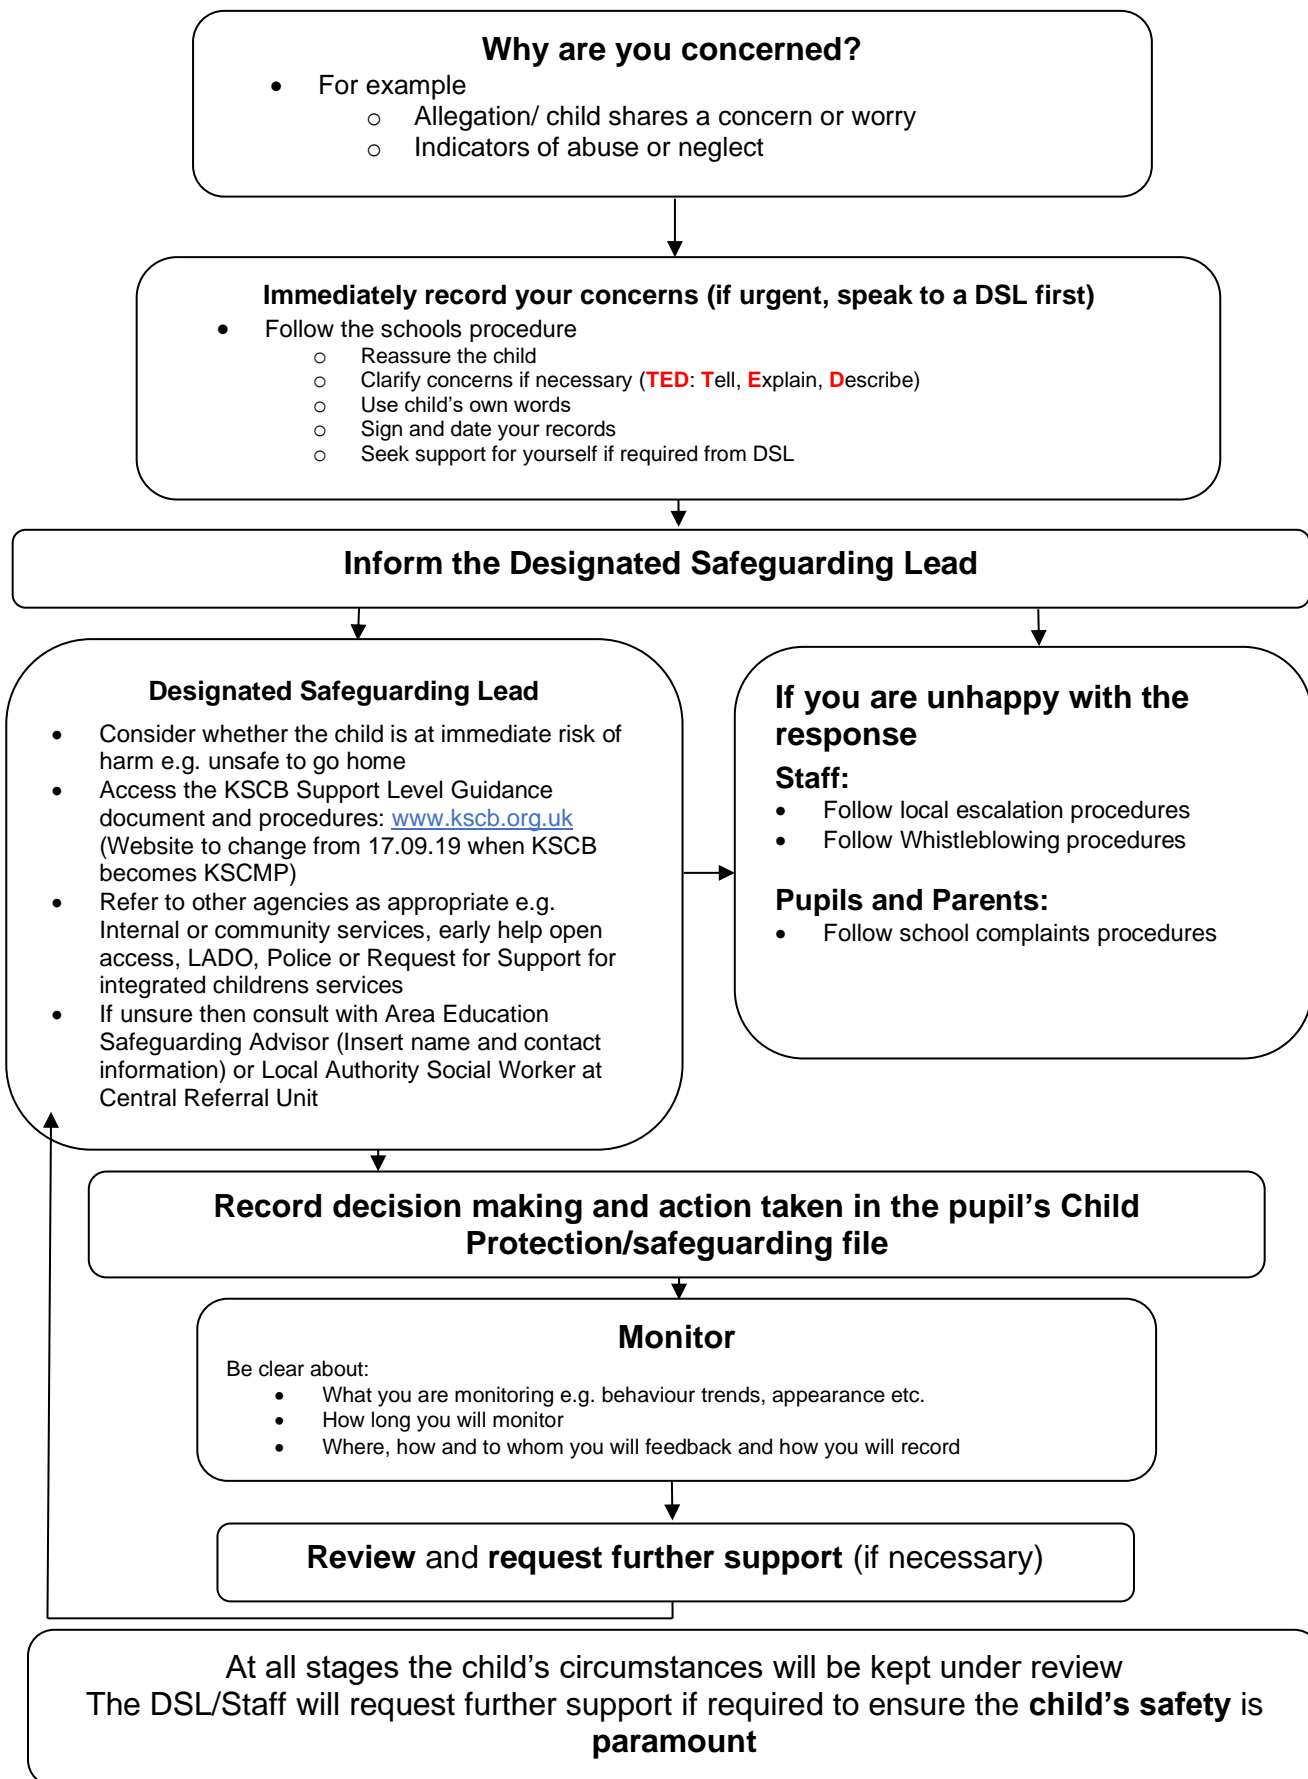 Why are you concerned?
• For example
o Allegation/ child shares a concern or worry
o Indicators of abuse or neglect
Immediately record your concerns (if urgent, speak to a DSL first)
• Follow the schools procedure
o Reassure the child
o Clarify concerns if necessary (TED: Tell, Explain, Describe)
o Use child’s own words
o Sign and date your records
o Seek support for yourself if required from DSL
Inform the Designated Safeguarding Lead
Designated Safeguarding Lead
• Consider whether the child is at immediate risk of
harm e.g. unsafe to go home
• Access the KSCB Support Level Guidance
document and procedures: www.kscb.org.uk
(Website to change from 17.09.19 when KSCB
becomes KSCMP)
• Refer to other agencies as appropriate e.g.
Internal or community services, early help open
access, LADO, Police or Request for Support for
integrated childrens services
• If unsure then consult with Area Education
Safeguarding Advisor (Insert name and contact
information) or Local Authority Social Worker at
Central Referral Unit
If you are unhappy with the
response
Staff:
• Follow local escalation procedures
• Follow Whistleblowing procedures
Pupils and Parents:
• Follow school complaints procedures
Record decision making and action taken in the pupil’s Child
Protection/safeguarding file
Monitor
Be clear about:
• What you are monitoring e.g. behaviour trends, appearance etc.
• How long you will monitor
• Where, how and to whom you will feedback and how you will record
Review and request further support (if necessary)
At all stages the child’s circumstances will be kept under review
The DSL/Staff will request further support if required to ensure the child’s safety is
paramount